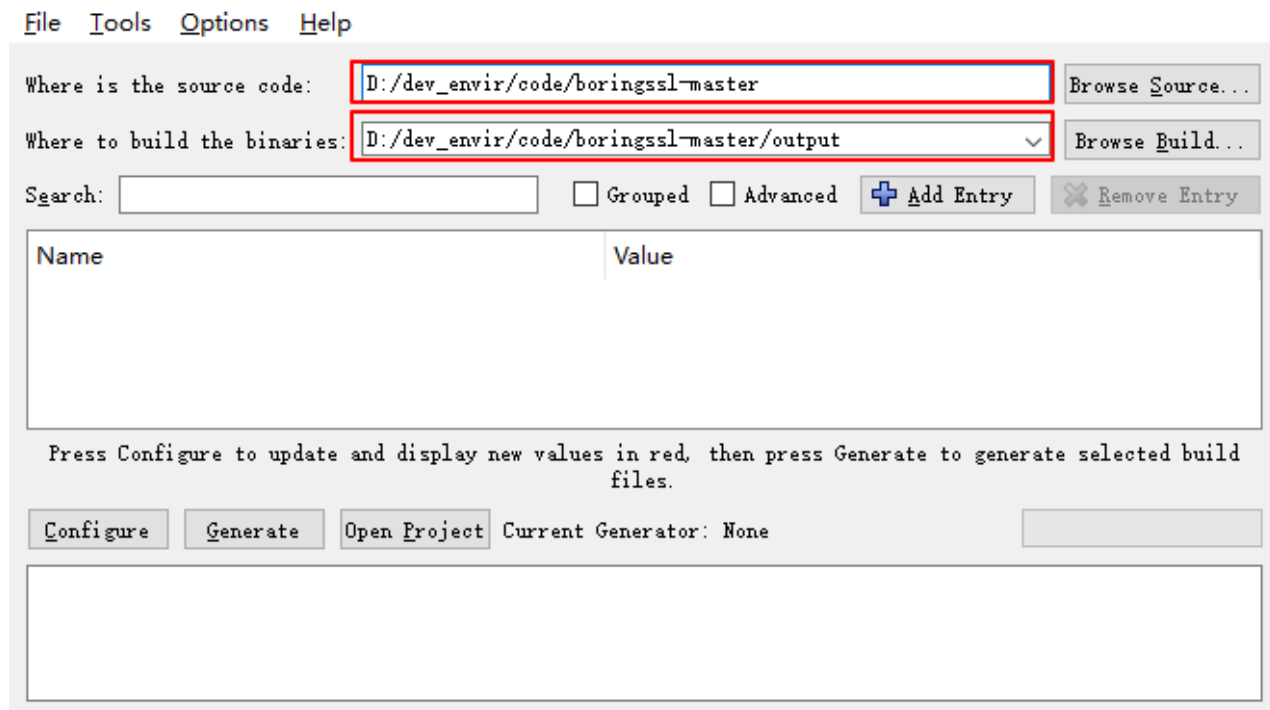 File Tools Options Help
Where is the source code: D:/dev_envir/code/boringssl-master Browse Source...
Where to build the binaries: D:/dev_envir/code/boringssl-master/output Browse Build...
Search: Grouped Advanced Add Entry Remove Entry
Name Value
Press Configure to update and display new values in red, then press Generate to generate selected build
files.
Configure Generate Open Project Current Generator: None